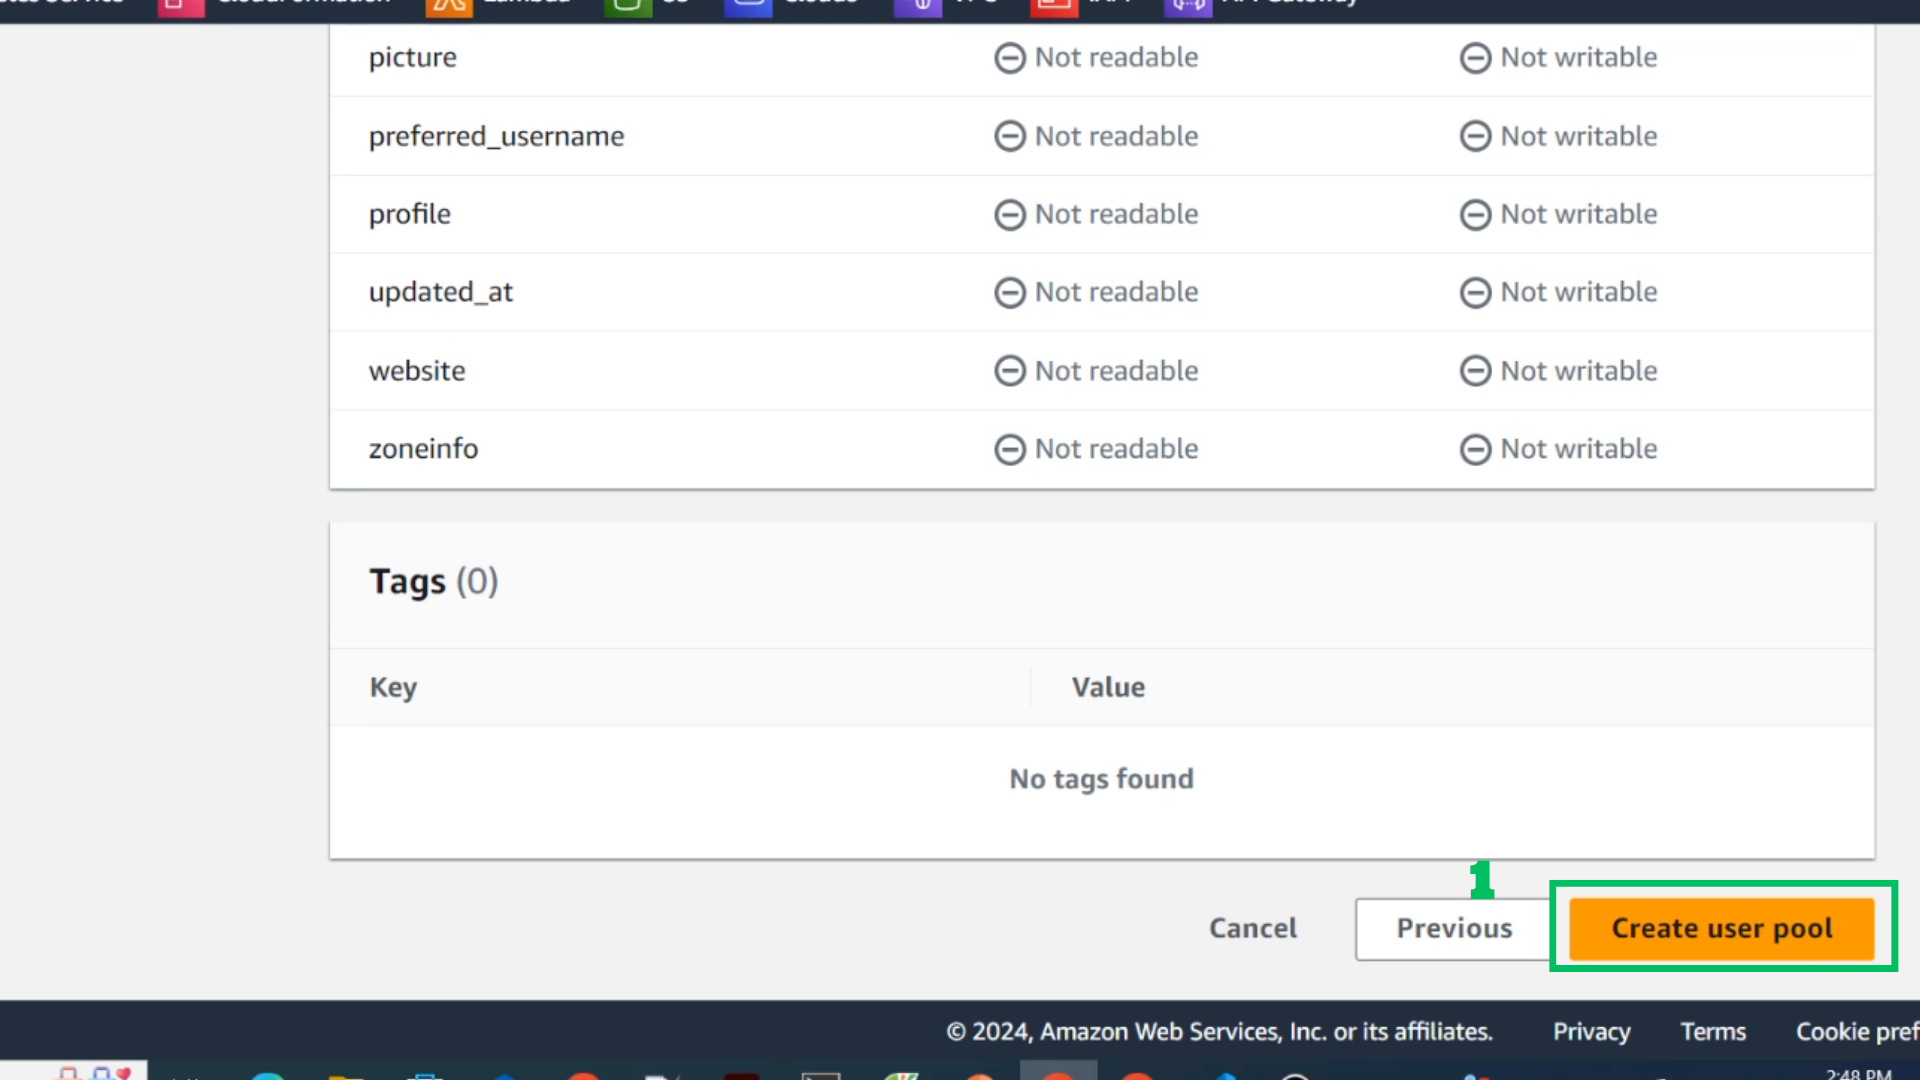 CloudFormation Lambda
picture Not readable Not writable
preferred_username Not readable Not writable
profile Not readable Not writable
updated_at Not readable Not writable
website Not readable Not writable
zoneinfo Not readable Not writable
Tags (0)
Key Value
No tags found
1
Cancel Previous Create user pool
© 2024, Amazon Web Services, Inc. or its affiliates. Privacy Terms Cookie pref
2:48 PM